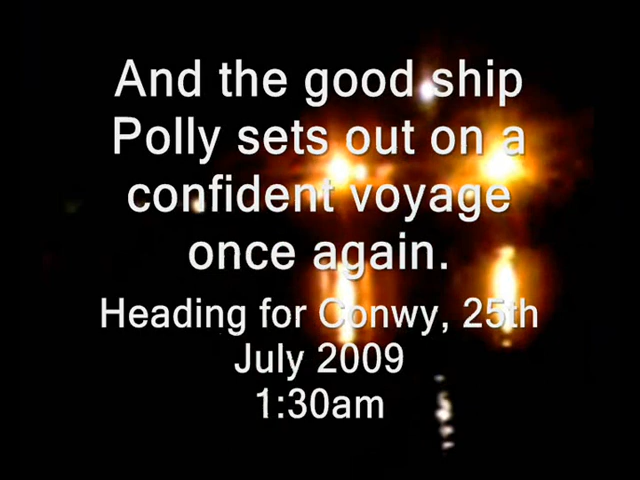 And the good ship
Polly sets out on a
confident voyage
once again.
Heading for Conwy, 25th
July 2009
1:30am